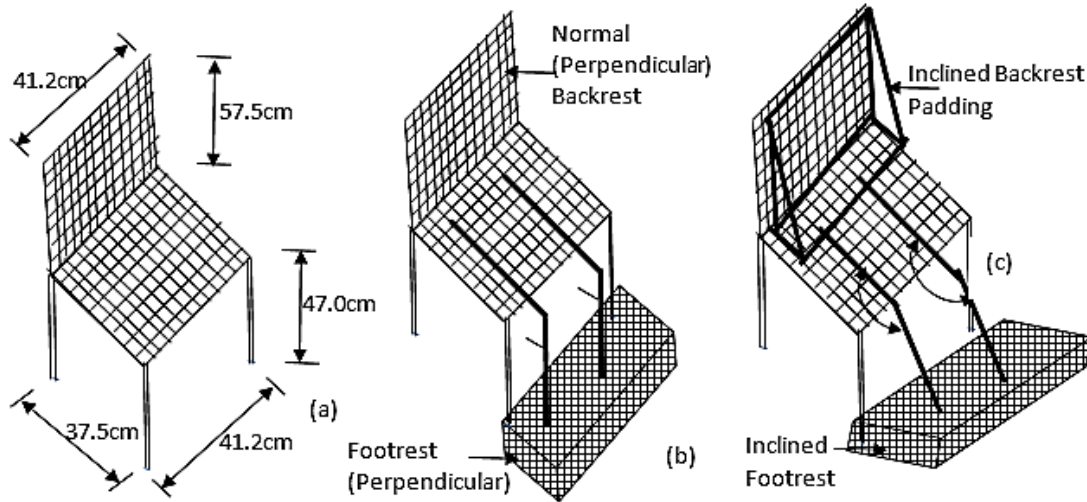 41.2cm
57.5cm
47.0cm
37.5cm
41.2cm
(a)
Normal
(Perpendicular)
Backrest
Footrest
(Perpendicular)
(b)
Inclined Backrest
Padding
(c)
Inclined
Footrest